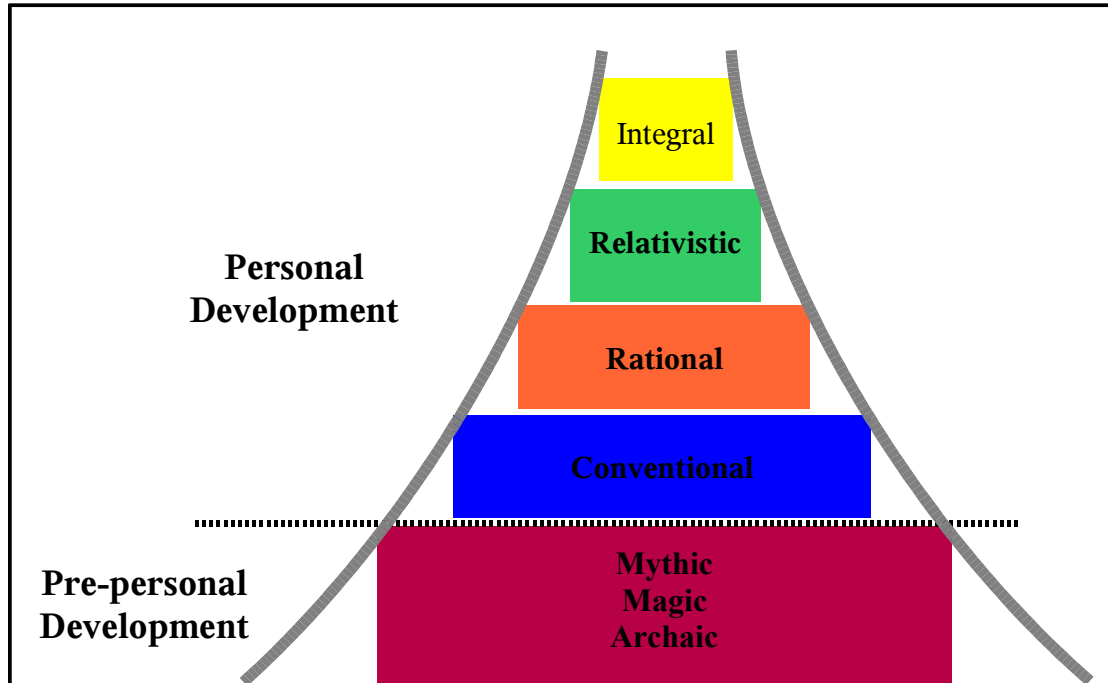 Integral
Relativistic
Personal
Development
Rational
Conventional
Mythic
Magic
Archaic
Pre-personal
Development